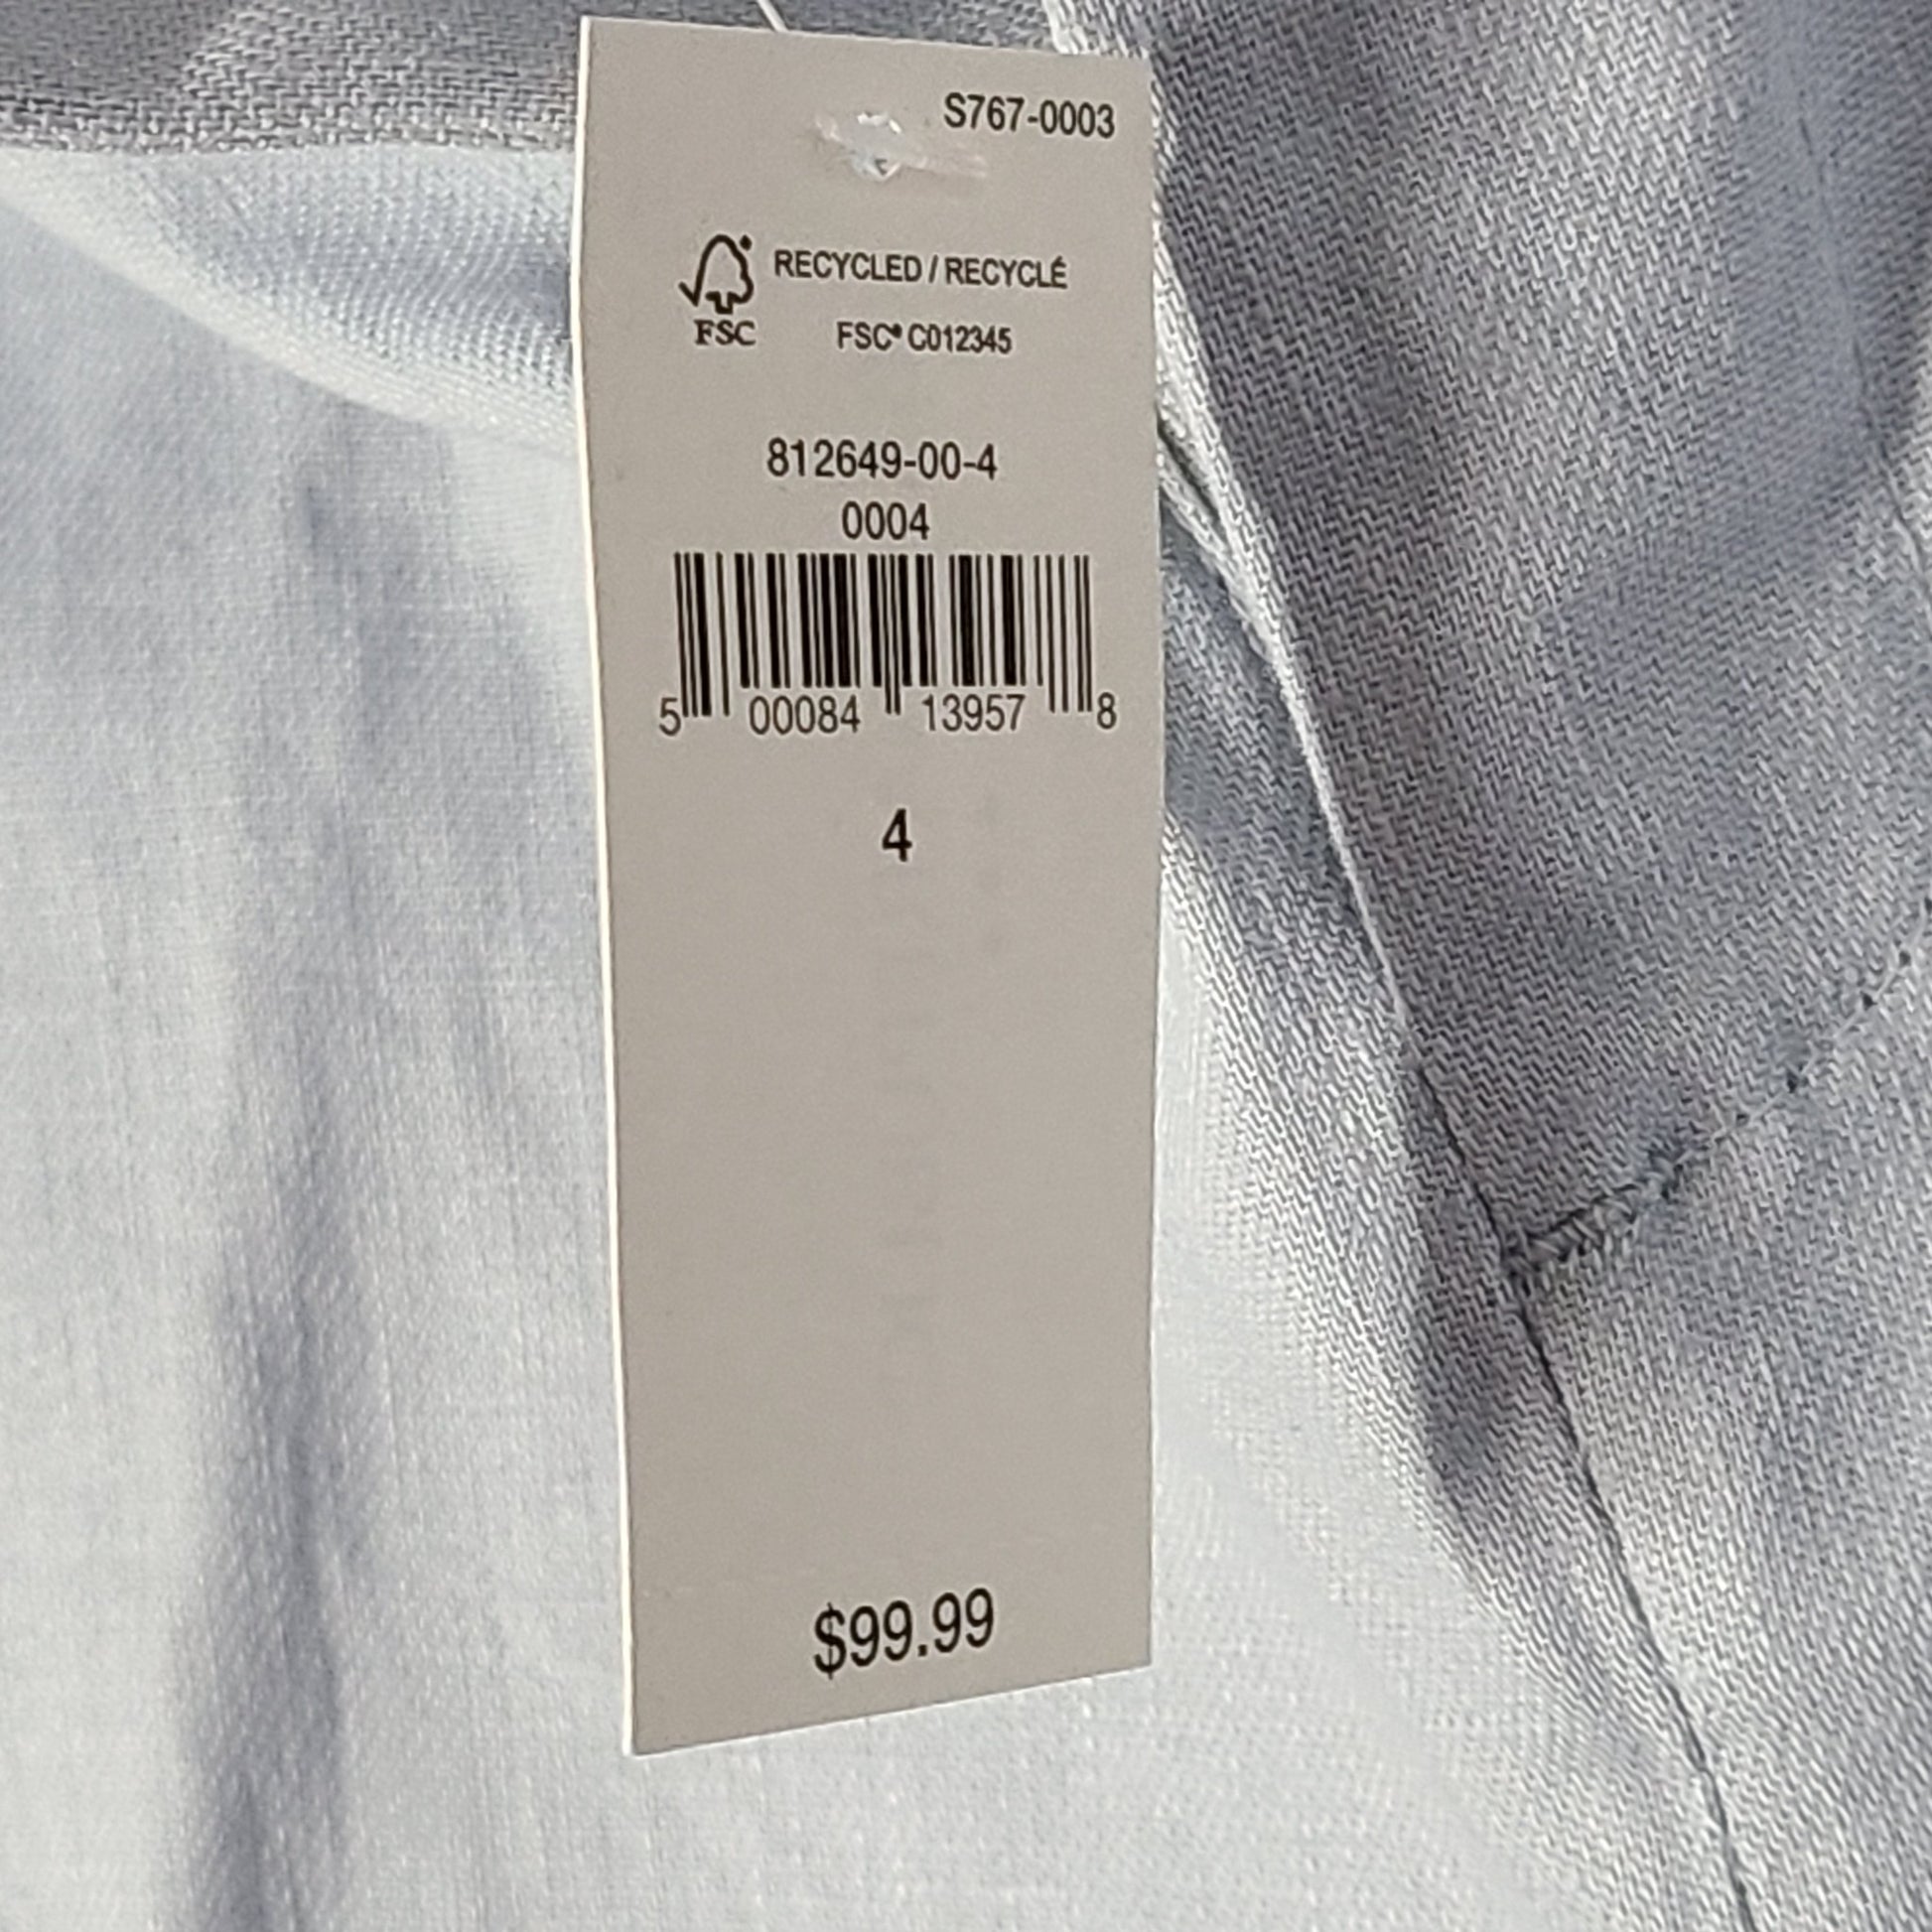 S767-0003
RECYCLED / RECYCLÉ
FSC
FSC® C012345
812649-00-4
0004
5 00084 13957 8
4
$99.99